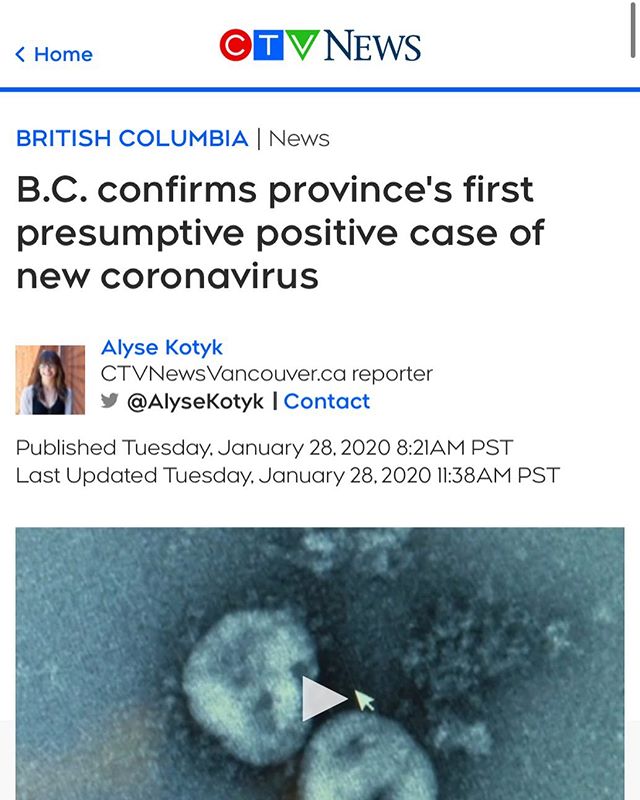 Home
CTV NEWS
BRITISH COLUMBIA | News
B.C. confirms province's first
presumptive positive case of
new coronavirus
Alyse Kotyk
CTVNewsVancouver.ca reporter
@AlyseKotyk | Contact
Published Tuesday, January 28, 2020 8:21AM PST
Last Updated Tuesday, January 28, 2020 11:38AM PST